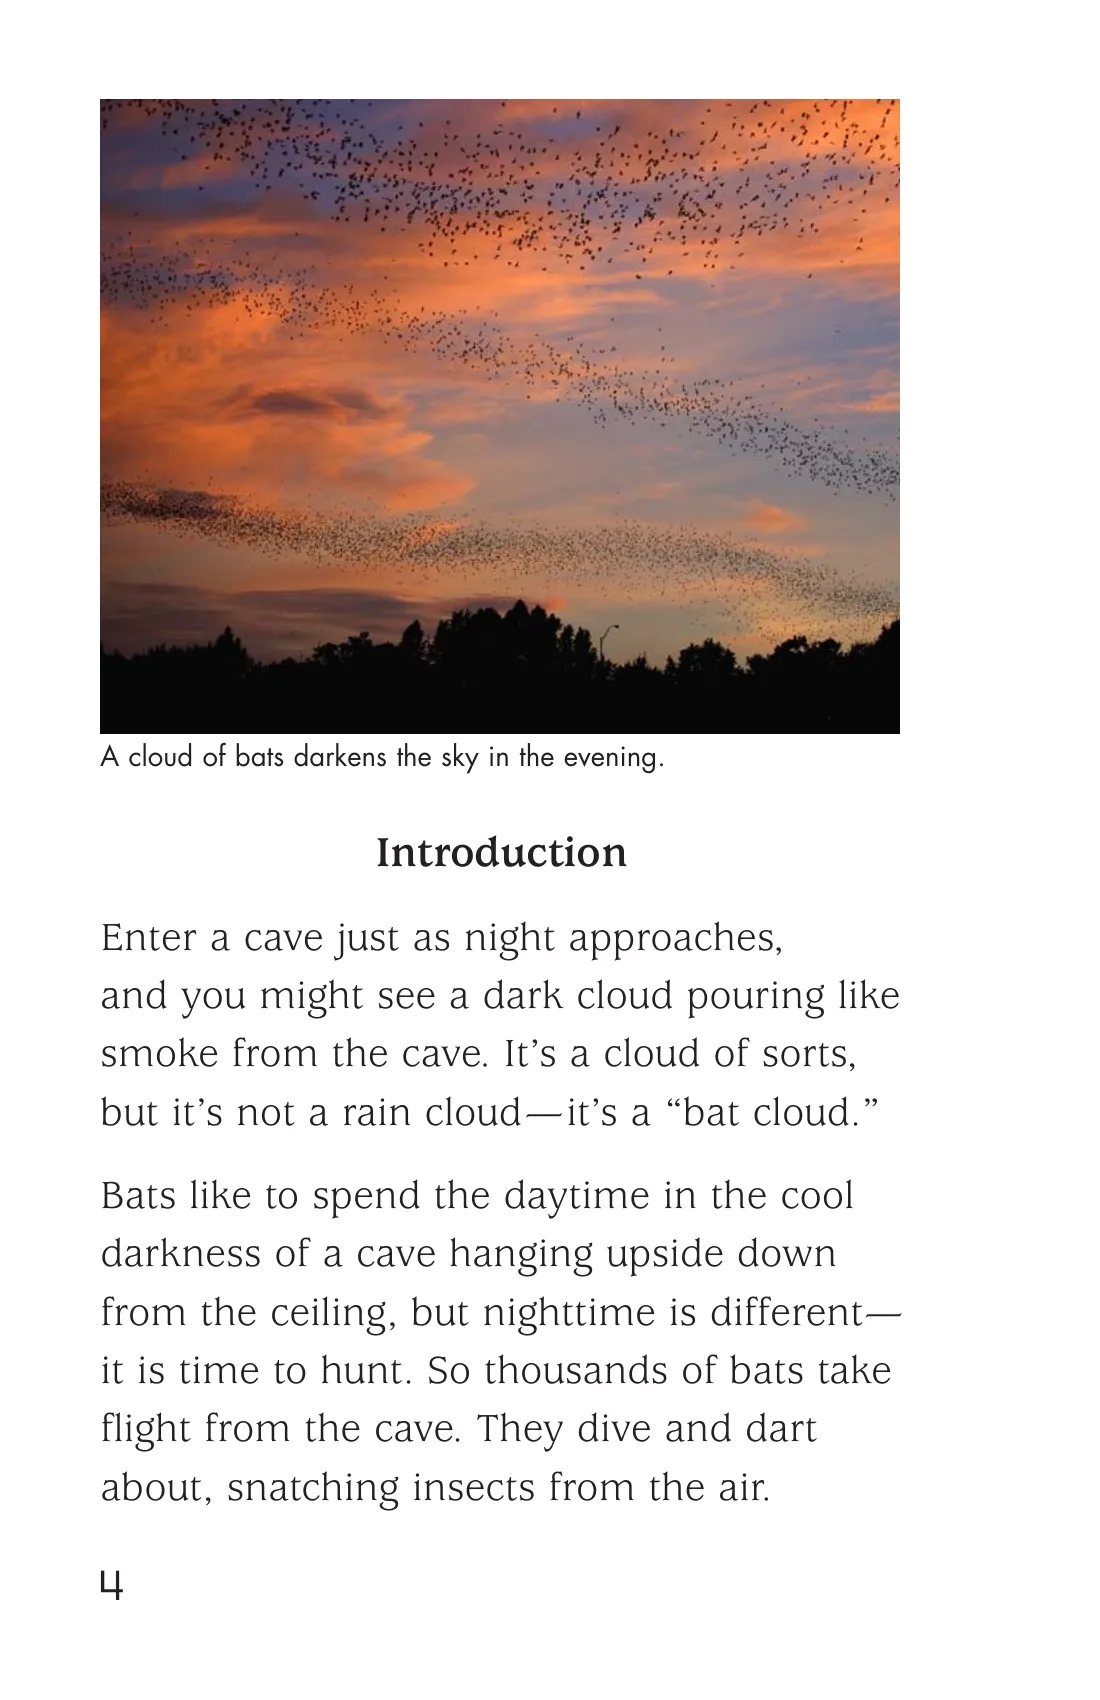 A cloud of bats darkens the sky in the evening.
Introduction
Enter a cave just as night approaches,
and you might see a dark cloud pouring like
smoke from the cave. It’s a cloud of sorts,
but it’s not a rain cloud—it’s a “bat cloud.”
Bats like to spend the daytime in the cool
darkness of a cave hanging upside down
from the ceiling, but nighttime is different—
it is time to hunt. So thousands of bats take
flight from the cave. They dive and dart
about, snatching insects from the air.
4